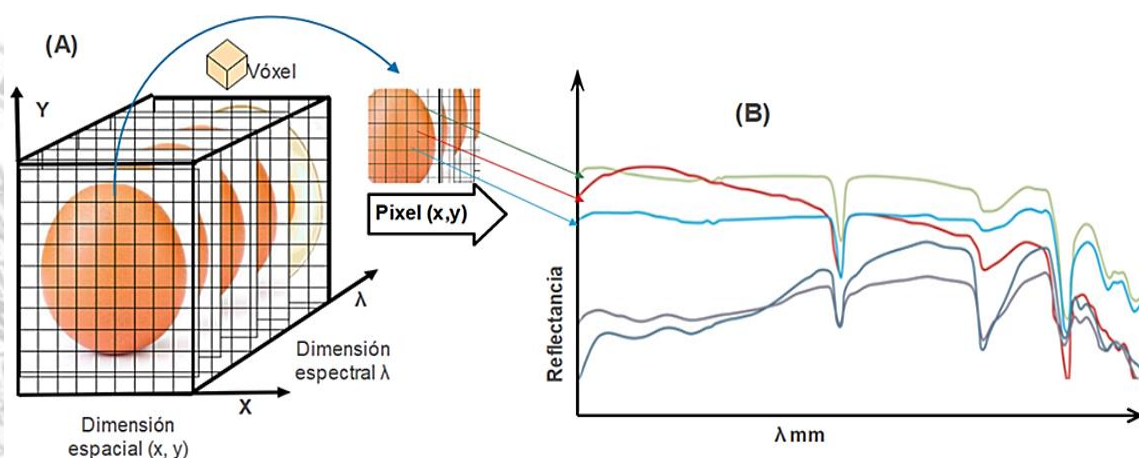 (A)
Vóxel
Y
λ
Dimensión
espectral λ
X
Dimensión
espacial (x, y)
Pixel (x,y)
(B)
Reflectancia
λ mm